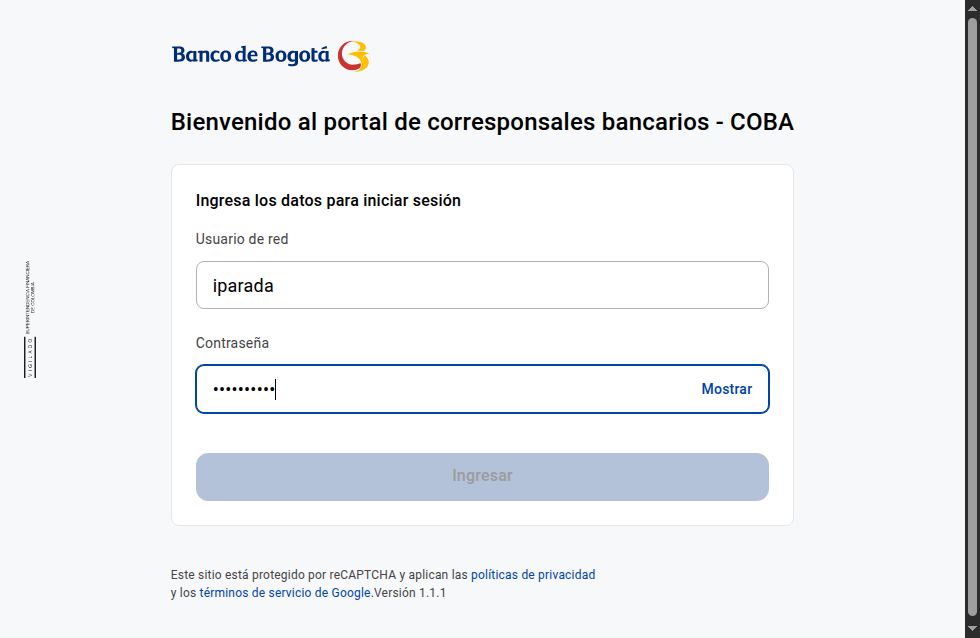 Banco de Bogotá
Bienvenido al portal de corresponsales bancarios - COBA
Ingresa los datos para iniciar sesión
Usuario de red
iparada
Contraseña
••••••••••
Mostrar
Ingresar
VIGILADO SUPERINTENDENCIA FINANCIERA
DE COLOMBIA
Este sitio está protegido por reCAPTCHA y aplican las políticas de privacidad
y los términos de servicio de Google.Versión 1.1.1